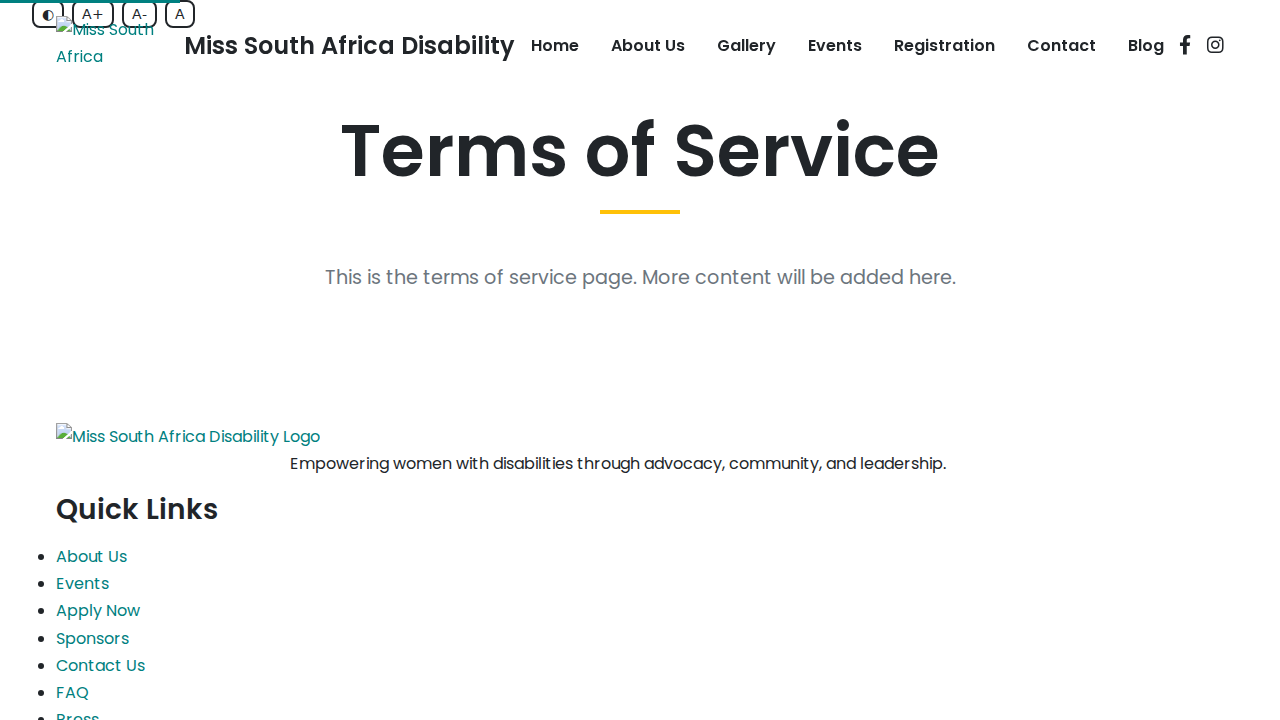 A+ A- A
Miss South Africa
Miss South Africa Disability
Home About Us Gallery Events Registration Contact Blog
Terms of Service
This is the terms of service page. More content will be added here.
Miss South Africa Disability Logo
Empowering women with disabilities through advocacy, community, and leadership.
Quick Links
About Us
Events
Apply Now
Sponsors
Contact Us
FAQ
Press